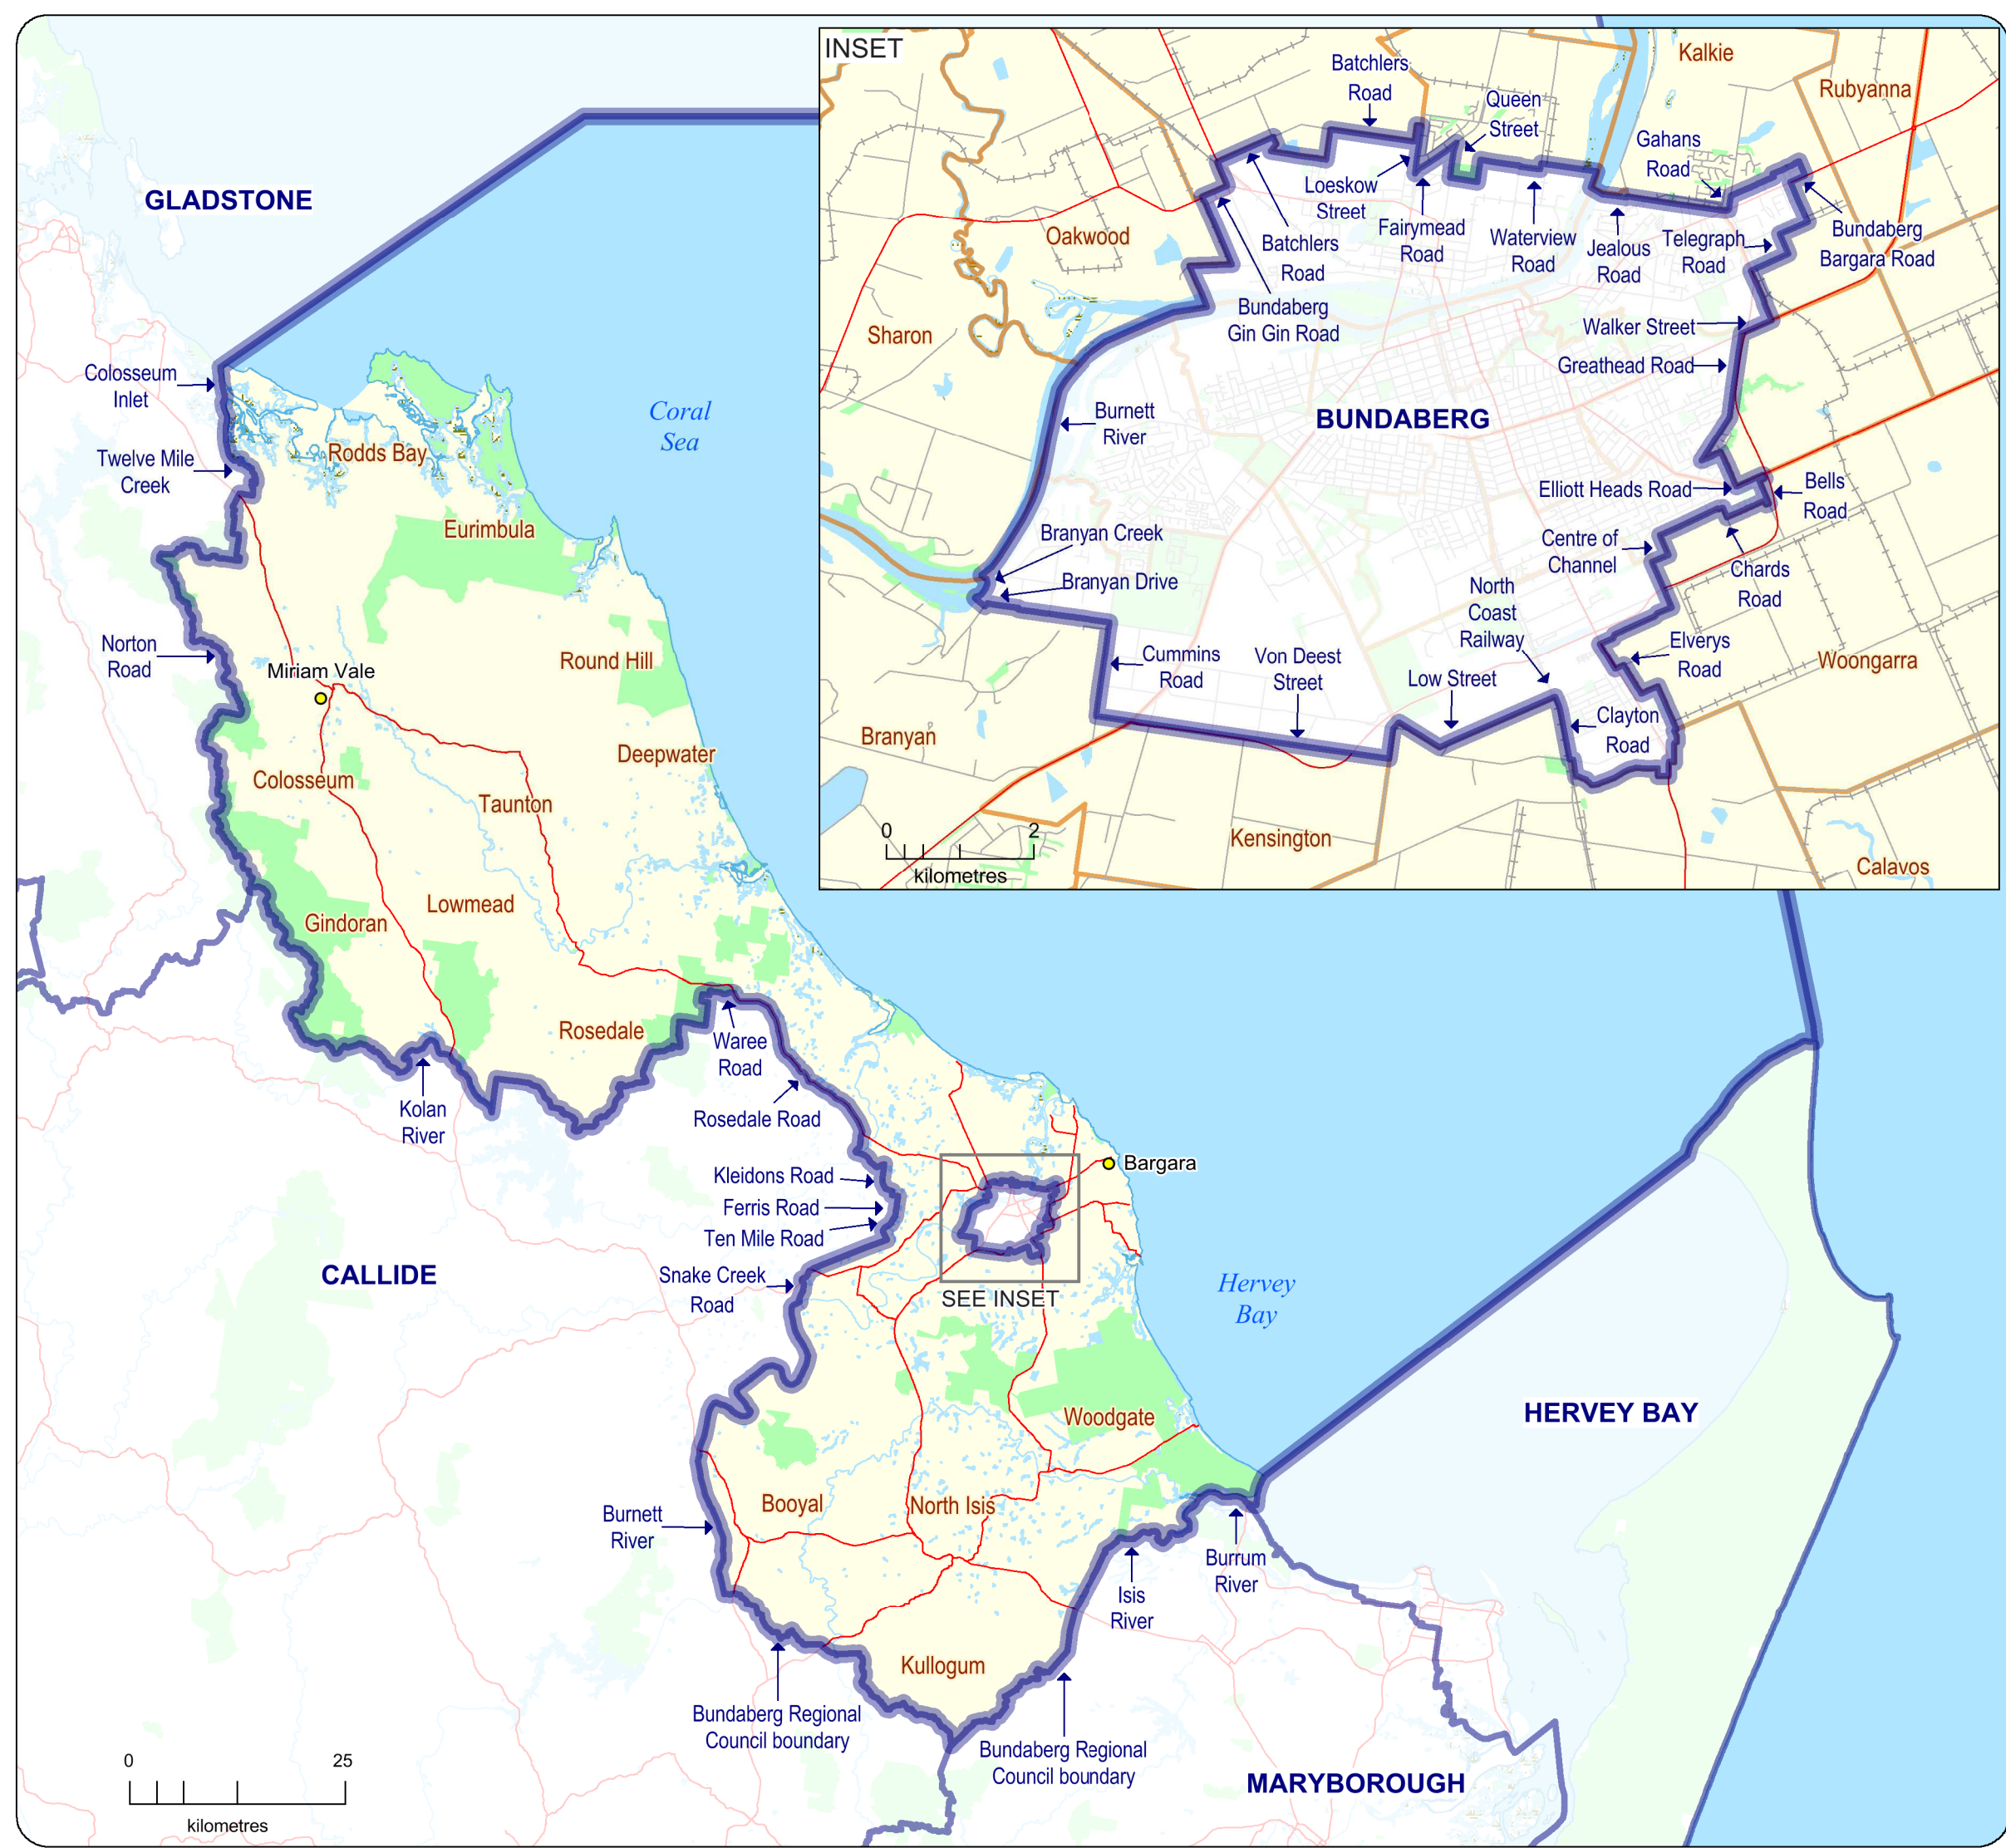 INSET
Kalkie
Rubyanna
Batchlers
Road
Queen
Street
Gahans
Road
Loeskow
Street
Fairymead
Road
Waterview
Road
Jealous
Road
Telegraph
Road
Bundaberg
Bargara Road
Oakwood
Batchlers
Road
Bundaberg
Gin Gin Road
Sharon
Walker Street
Greathead Road
Burnett
River
BUNDABERG
Elliott Heads Road
Bells
Road
Branyan Creek
Branyan Drive
Centre of
Channel
Chards
Road
North
Coast
Railway
Elverys
Road
Woongarra
Cummins
Road
Von Deest
Street
Low Street
Clayton
Road
Branyan
Kensington
Calavos
0 2
kilometres
GLADSTONE
Colosseum
Inlet
Coral
Sea
Rodds Bay
Twelve Mile
Creek
Eurimbula
Norton
Road
Miriam Vale
Round Hill
Deepwater
Colosseum
Taunton
Lowmead
Gindoran
Rosedale
Waree
Road
Kolan
River
Rosedale Road
Kleidons Road
Ferris Road
Ten Mile Road
Bargara
Snake Creek
Road
SEE INSET
CALLIDE
Hervey
Bay
HERVEY BAY
Woodgate
Booyal
North Isis
Burnett
River
Burrum
River
Isis
River
Kullogum
Bundaberg Regional
Council boundary
Bundaberg Regional
Council boundary
MARYBOROUGH
0 25
kilometres